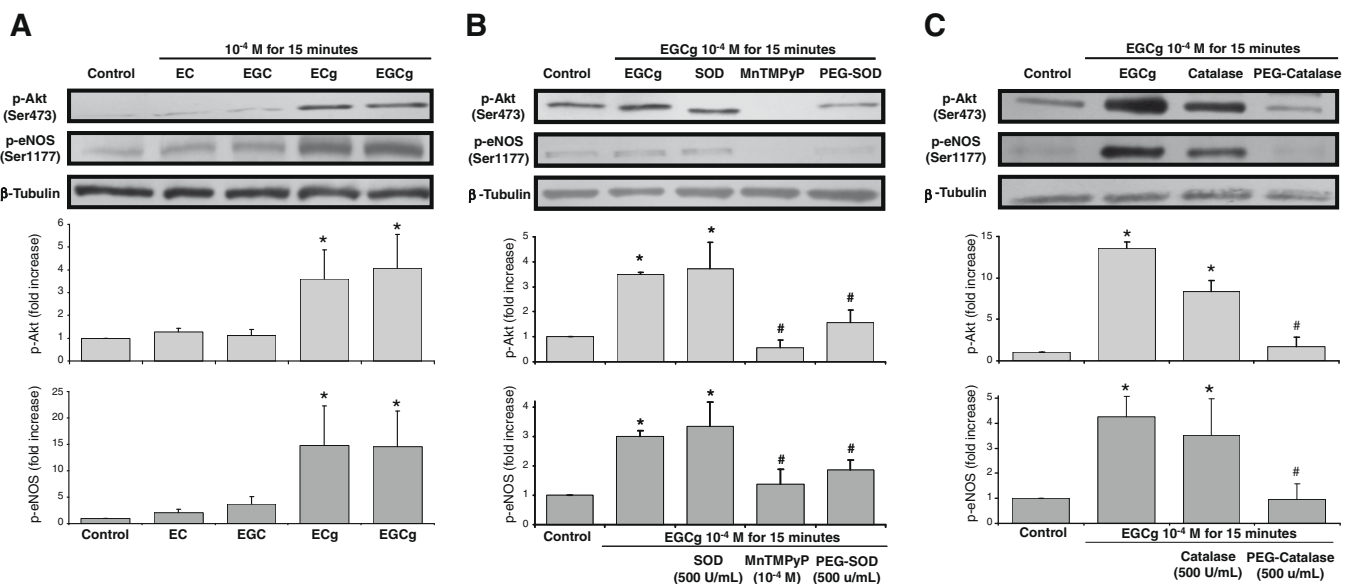 A
10⁻⁴ M for 15 minutes
Control EC EGC ECg EGCg
p-Akt
(Ser473)
p-eNOS
(Ser1177)
β-Tubulin
p-Akt (fold increase)
6
5
4
3
2
1
0
* *
p-eNOS (fold increase)
25
20
15
10
5
0
* *
Control EC EGC ECg EGCg
B
EGCg 10⁻⁴ M for 15 minutes
Control EGCg SOD MnTMPyP PEG-SOD
p-Akt
(Ser473)
p-eNOS
(Ser1177)
β-Tubulin
p-Akt (fold increase)
5
4
3
2
1
0
* * # #
p-eNOS (fold increase)
4
3
2
1
0
* * # #
Control EGCg 10⁻⁴ M for 15 minutes
SOD MnTMPyP PEG-SOD
(500 U/mL) (10⁻⁴ M) (500 u/mL)
C
EGCg 10⁻⁴ M for 15 minutes
Control EGCg Catalase PEG-Catalase
p-Akt
(Ser473)
p-eNOS
(Ser1177)
β-Tubulin
p-Akt (fold increase)
15
10
5
0
* * #
p-eNOS (fold increase)
5
4
3
2
1
0
* * #
Control EGCg 10⁻⁴ M for 15 minutes
Catalase PEG-Catalase
(500 U/mL) (500 u/mL)